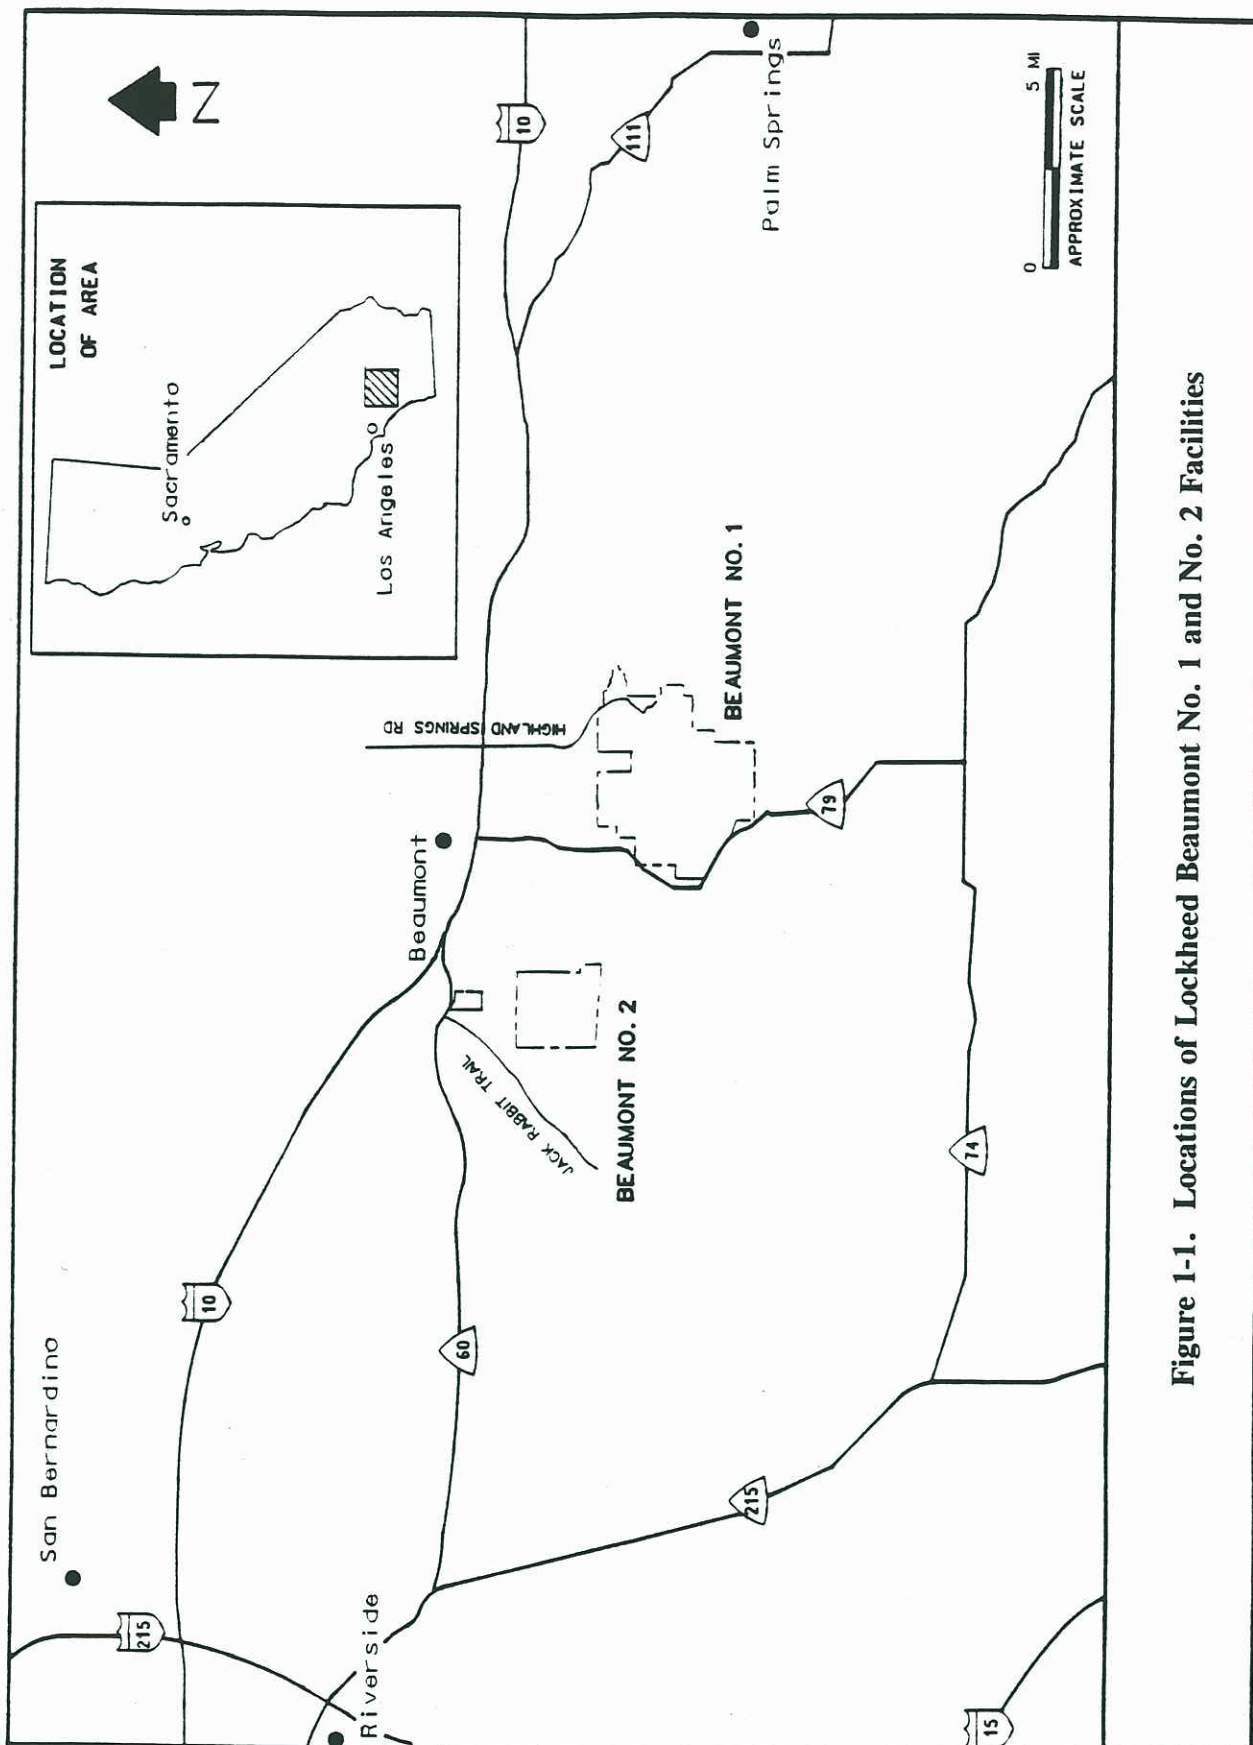 San Bernardino
215
10
Riverside
60
215
15
74
JACK RABBIT TRAIL
BEAUMONT NO. 2
Beaumont
HIGHLAND SPRINGS RD
BEAUMONT NO. 1
79
10
111
Palm Springs
N
LOCATION
OF AREA
Sacramento
Los Angeles
0 5 MI
APPROXIMATE SCALE
Figure 1-1. Locations of Lockheed Beaumont No. 1 and No. 2 Facilities